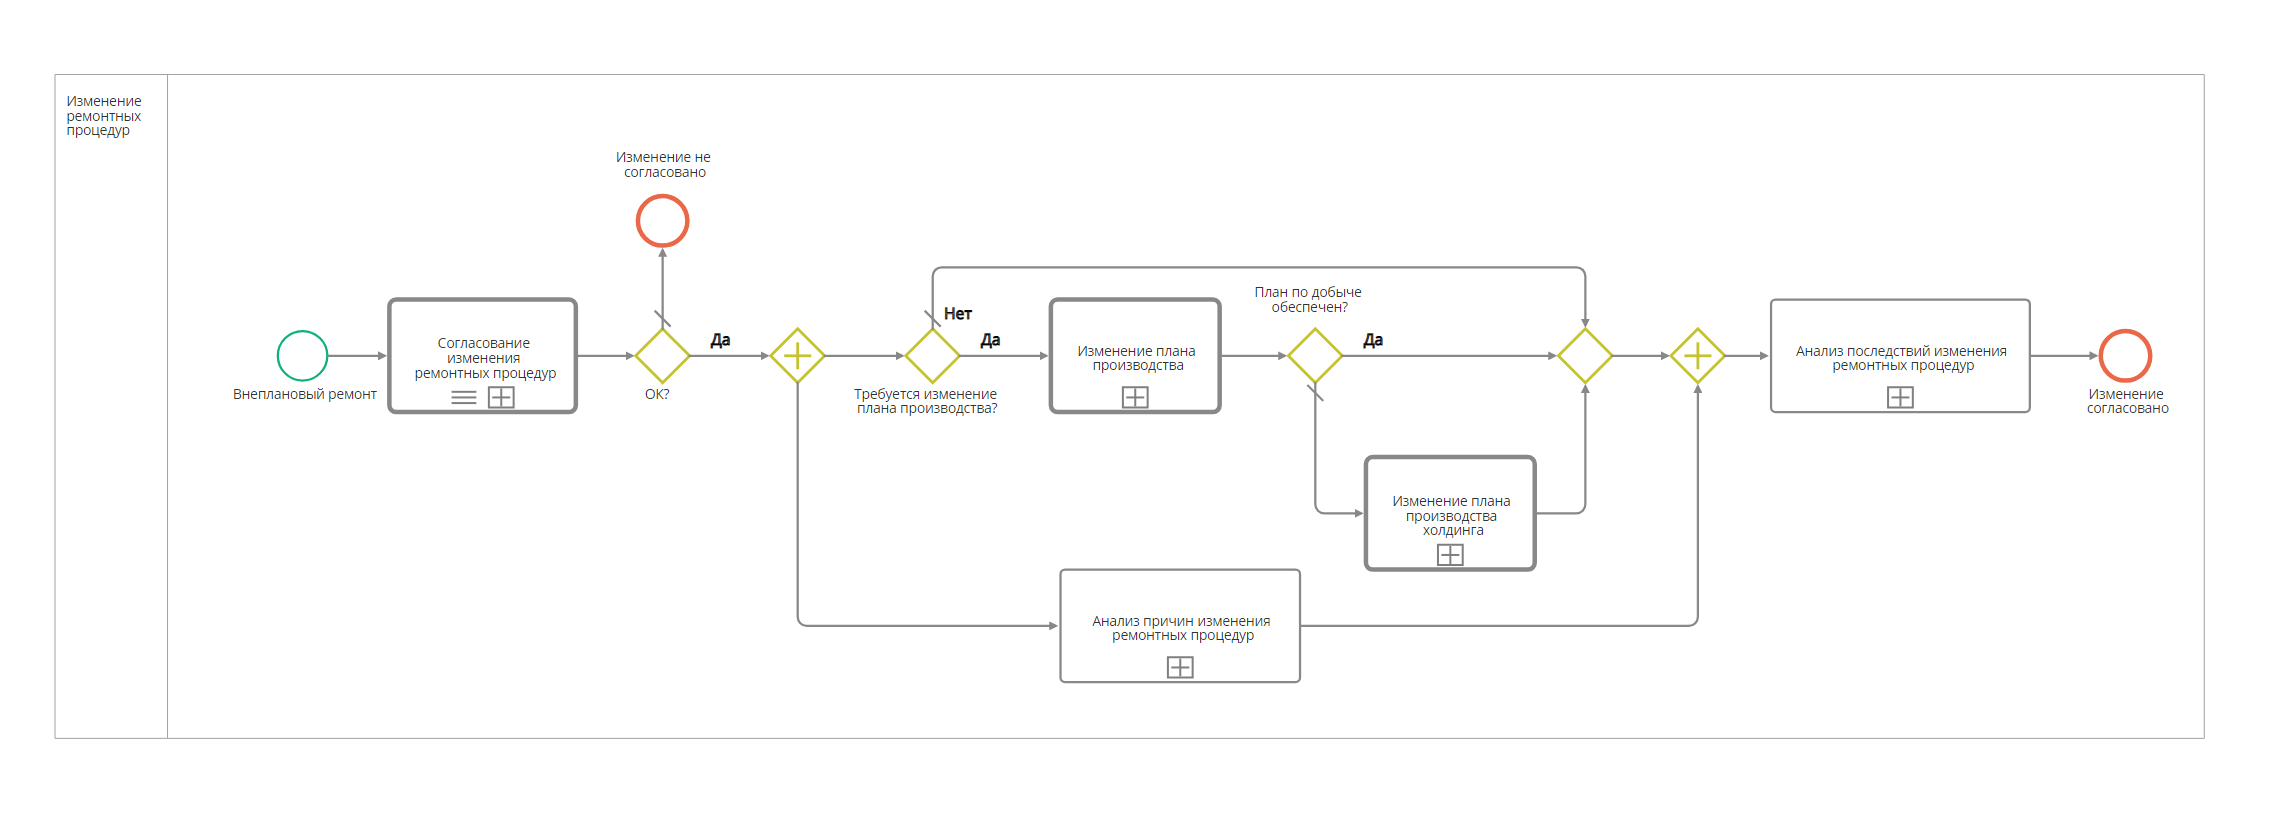 Изменение
ремонтных
процедур
Изменение не
согласовано
Внеплановый ремонт
Согласование
изменения
ремонтных процедур
ОК?
Да
Требуется изменение
плана производства?
Нет
Да
Изменение плана
производства
План по добыче
обеспечен?
Да
Изменение плана
производства
холдинга
Анализ причин изменения
ремонтных процедур
Анализ последствий изменения
ремонтных процедур
Изменение
согласовано